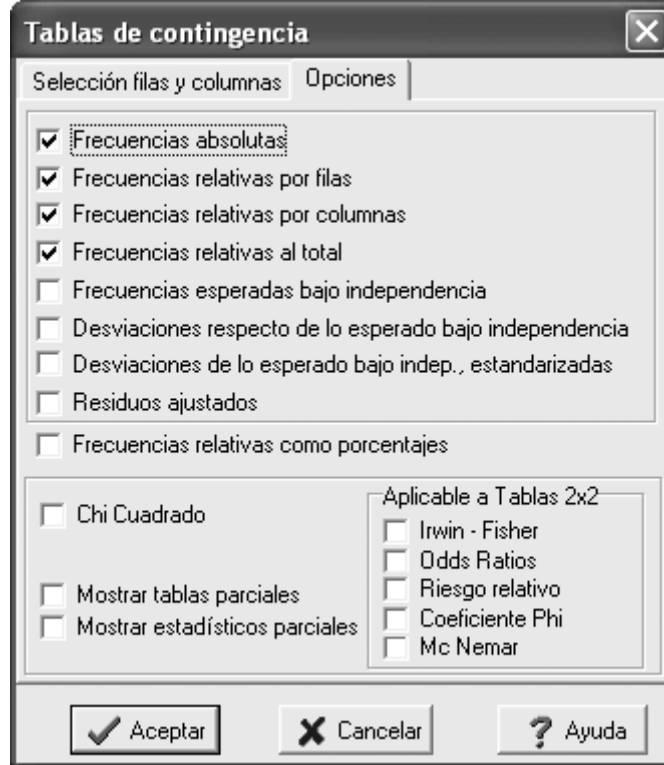 Tablas de contingencia
Selección filas y columnas Opciones
Frecuencias absolutas
Frecuencias relativas por filas
Frecuencias relativas por columnas
Frecuencias relativas al total
Frecuencias esperadas bajo independencia
Desviaciones respecto de lo esperado bajo independencia
Desviaciones de lo esperado bajo indep., estandarizadas
Residuos ajustados
Frecuencias relativas como porcentajes
Chi Cuadrado
Mostrar tablas parciales
Mostrar estadísticos parciales
Aplicable a Tablas 2x2
Irwin - Fisher
Odds Ratios
Riesgo relativo
Coeficiente Phi
Mc Nemar
Aceptar Cancelar ? Ayuda